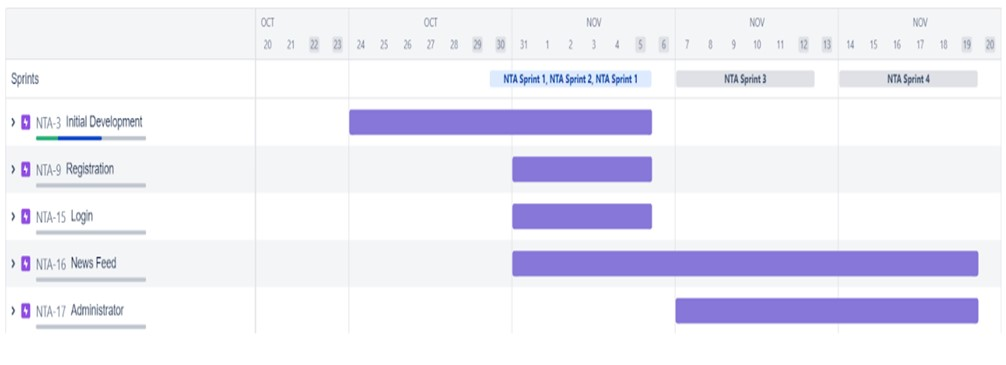 OCT OCT NOV NOV NOV
20 21 22 23 24 25 26 27 28 29 30 31 1 2 3 4 5 6 7 8 9 10 11 12 13 14 15 16 17 18 19 20
Sprints NTA Sprint 1, NTA Sprint 2, NTA Sprint 1 NTA Sprint 3 NTA Sprint 4
NTA-3 Initial Development
NTA-9 Registration
NTA-15 Login
NTA-16 News Feed
NTA-17 Administrator